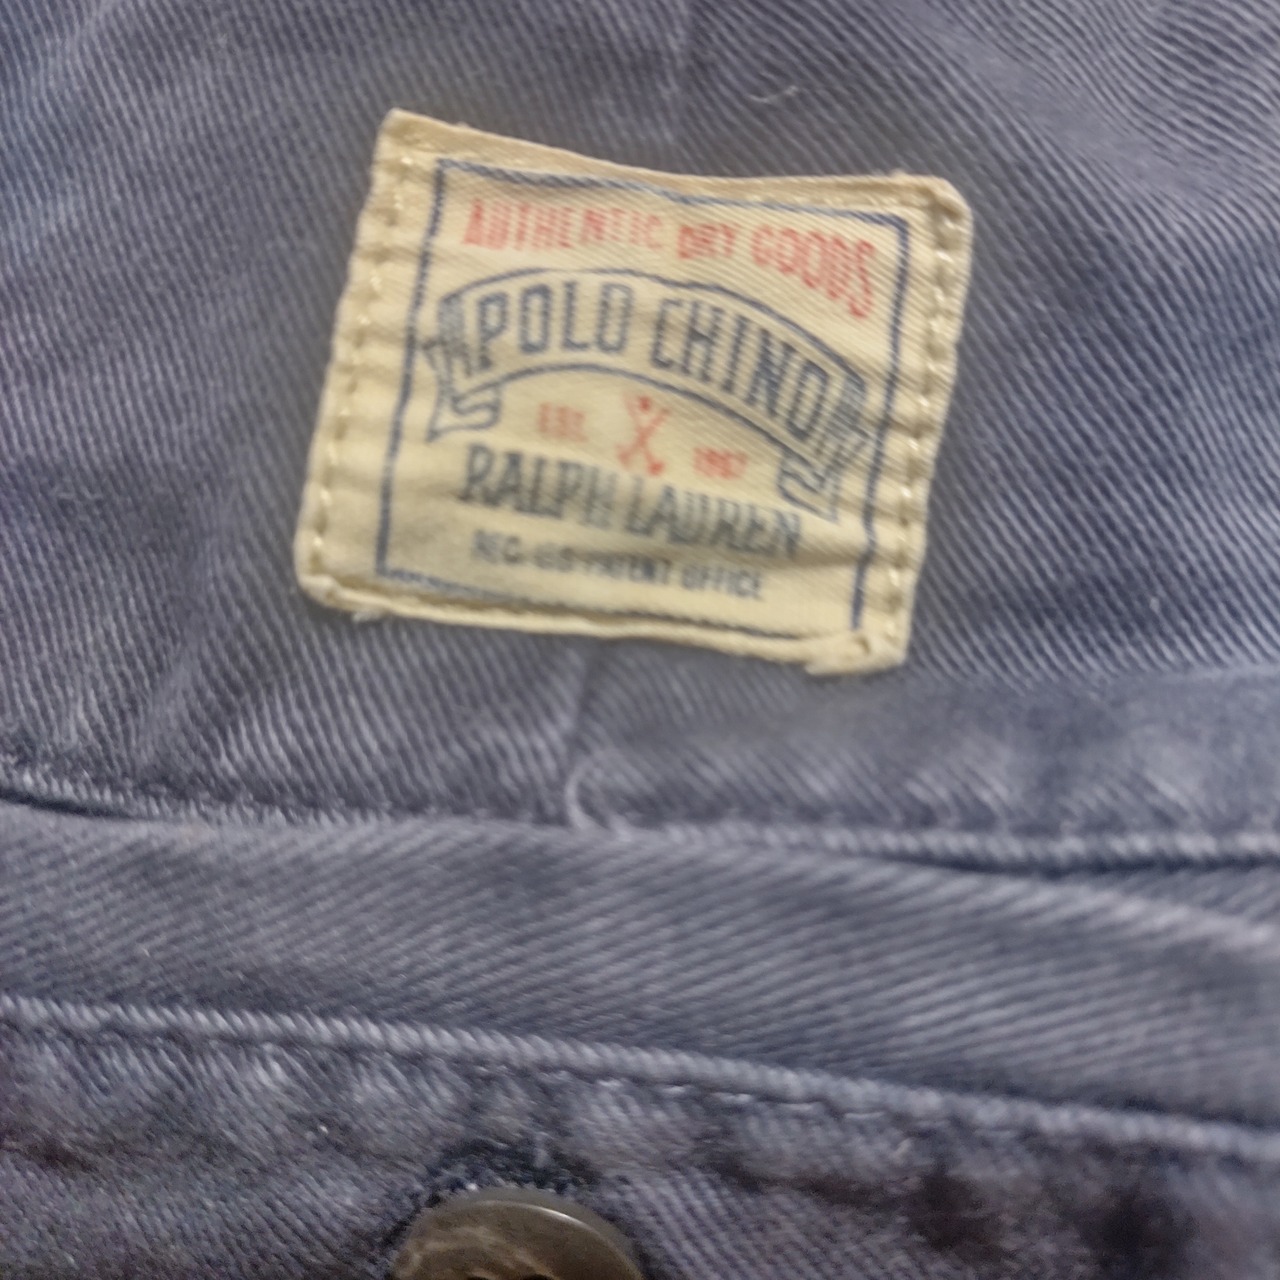 AUTHENTIC DRY GOODS
POLO CHINO
EST. 1967
RALPH LAUREN
REG. US PATENT OFFICE